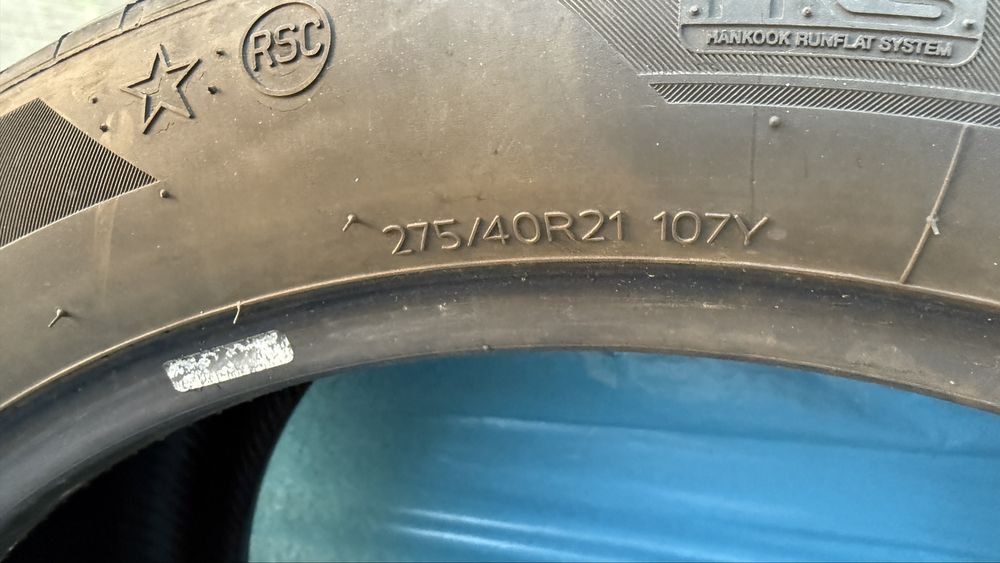 RSC
HANKOOK RUNFLAT SYSTEM
275/40R21 107Y